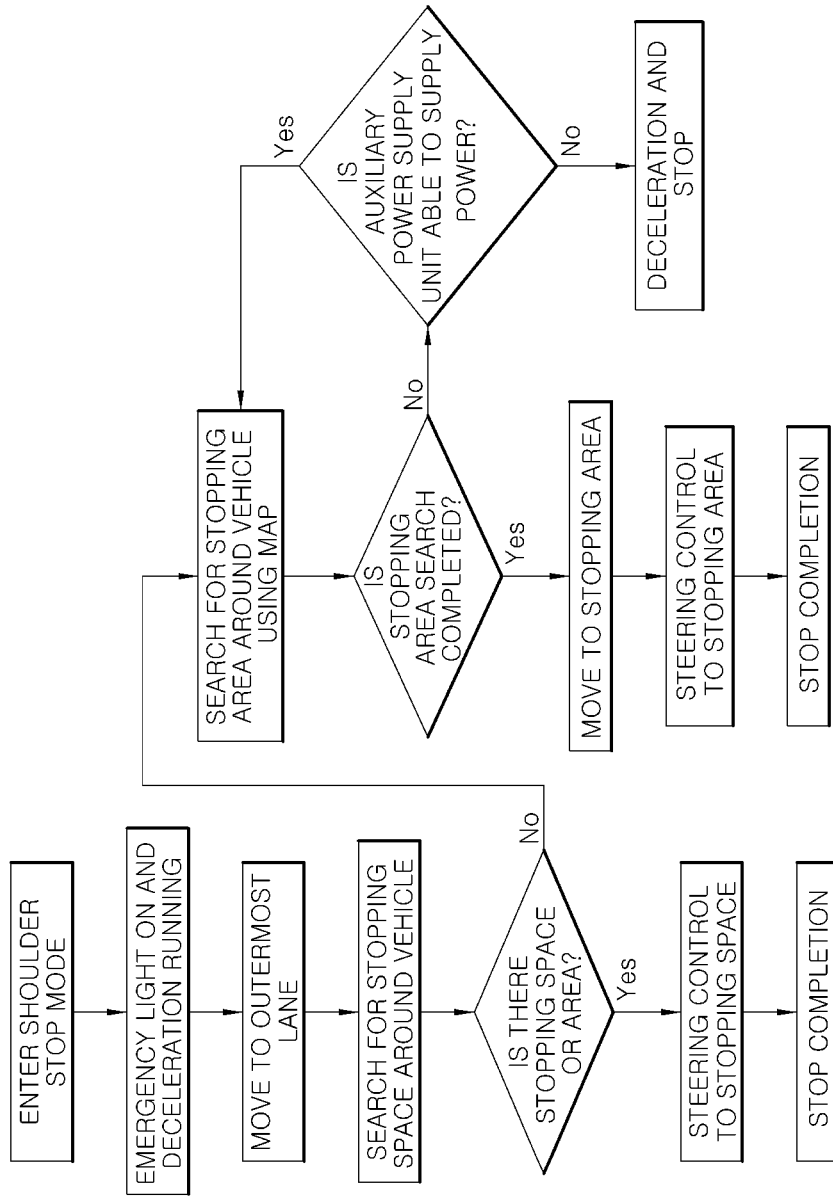 ENTER SHOULDER
STOP MODE
EMERGENCY LIGHT ON AND
DECELERATION RUNNING
MOVE TO OUTERMOST
LANE
SEARCH FOR STOPPING
SPACE AROUND VEHICLE
IS THERE
STOPPING SPACE
OR AREA?
No
Yes
STEERING CONTROL
TO STOPPING SPACE
STOP COMPLETION
SEARCH FOR STOPPING
AREA AROUND VEHICLE
USING MAP
IS
STOPPING
AREA SEARCH
COMPLETED?
No
Yes
MOVE TO STOPPING AREA
STEERING CONTROL
TO STOPPING AREA
STOP COMPLETION
Yes
IS
AUXILIARY
POWER SUPPLY
UNIT ABLE TO SUPPLY
POWER?
No
DECELERATION AND
STOP